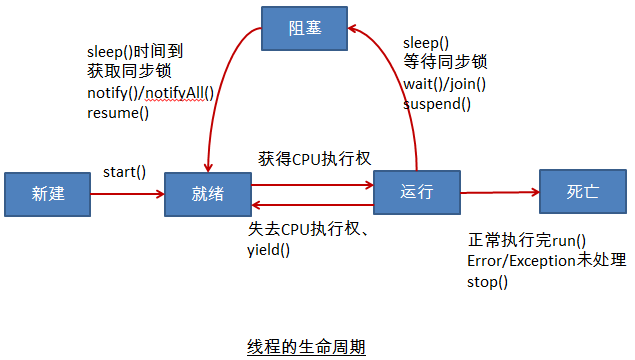 阻塞
sleep()时间到
获取同步锁
notify()/notifyAll()
resume()
sleep()
等待同步锁
wait()/join()
suspend()
新建
start()
就绪
获得CPU执行权
失去CPU执行权、
yield()
运行
死亡
正常执行完run()
Error/Exception未处理
stop()
线程的生命周期